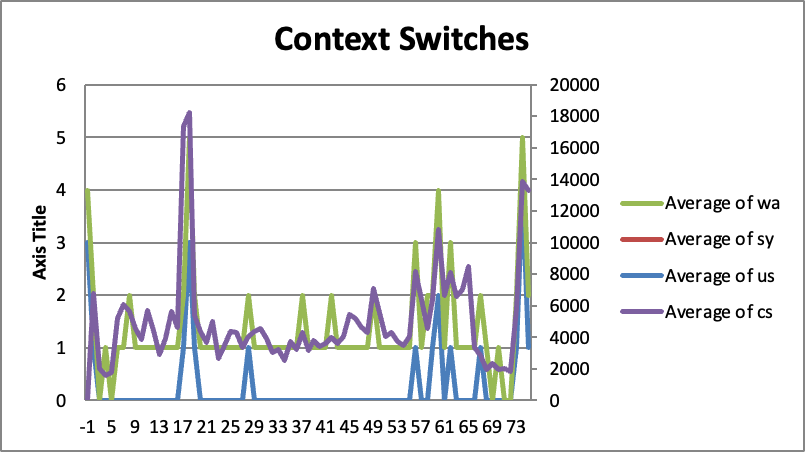 Context Switches
6
5
4
3
2
1
0
Axis Title
20000
18000
16000
14000
12000
10000
8000
6000
4000
2000
0
-1 5 9 13 17 21 25 29 33 37 41 45 49 53 57 61 65 69 73
Average of wa
Average of sy
Average of us
Average of cs